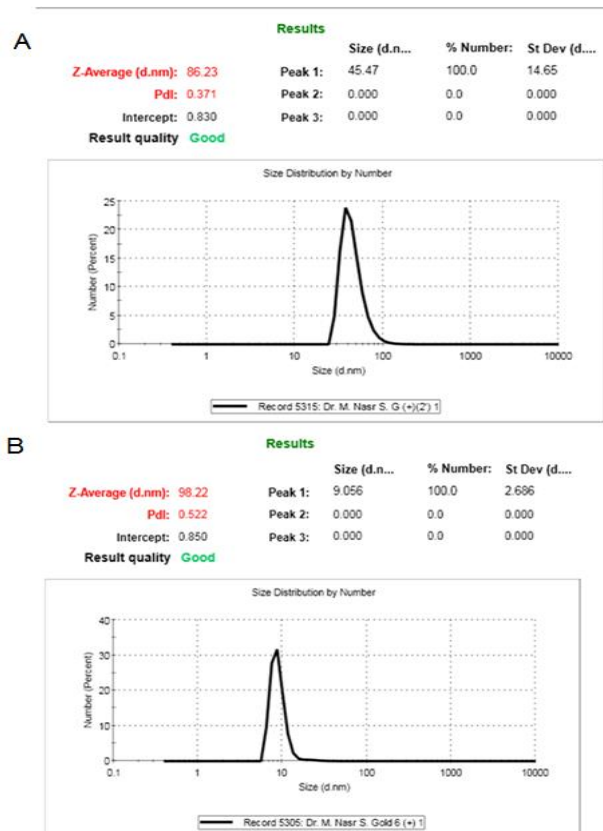 A
Results
Size (d.n... % Number: St Dev (d....
Z-Average (d.nm): 86.23 Peak 1: 45.47 100.0 14.65
PdI: 0.371 Peak 2: 0.000 0.0 0.000
Intercept: 0.830 Peak 3: 0.000 0.0 0.000
Result quality Good
Size Distribution by Number
Number (Percent)
25
20
15
10
5
0
0.1 1 10 100 1000 10000
Size (d.nm)
Record 5315: Dr. M. Nasr S. G (+)(2') 1
B
Results
Size (d.n... % Number: St Dev (d....
Z-Average (d.nm): 98.22 Peak 1: 9.056 100.0 2.686
PdI: 0.522 Peak 2: 0.000 0.0 0.000
Intercept: 0.850 Peak 3: 0.000 0.0 0.000
Result quality Good
Size Distribution by Number
Number (Percent)
40
30
20
10
0
0.1 1 10 100 1000 10000
Size (d.nm)
Record 5305: Dr. M. Nasr S. Gold 6 (+) 1